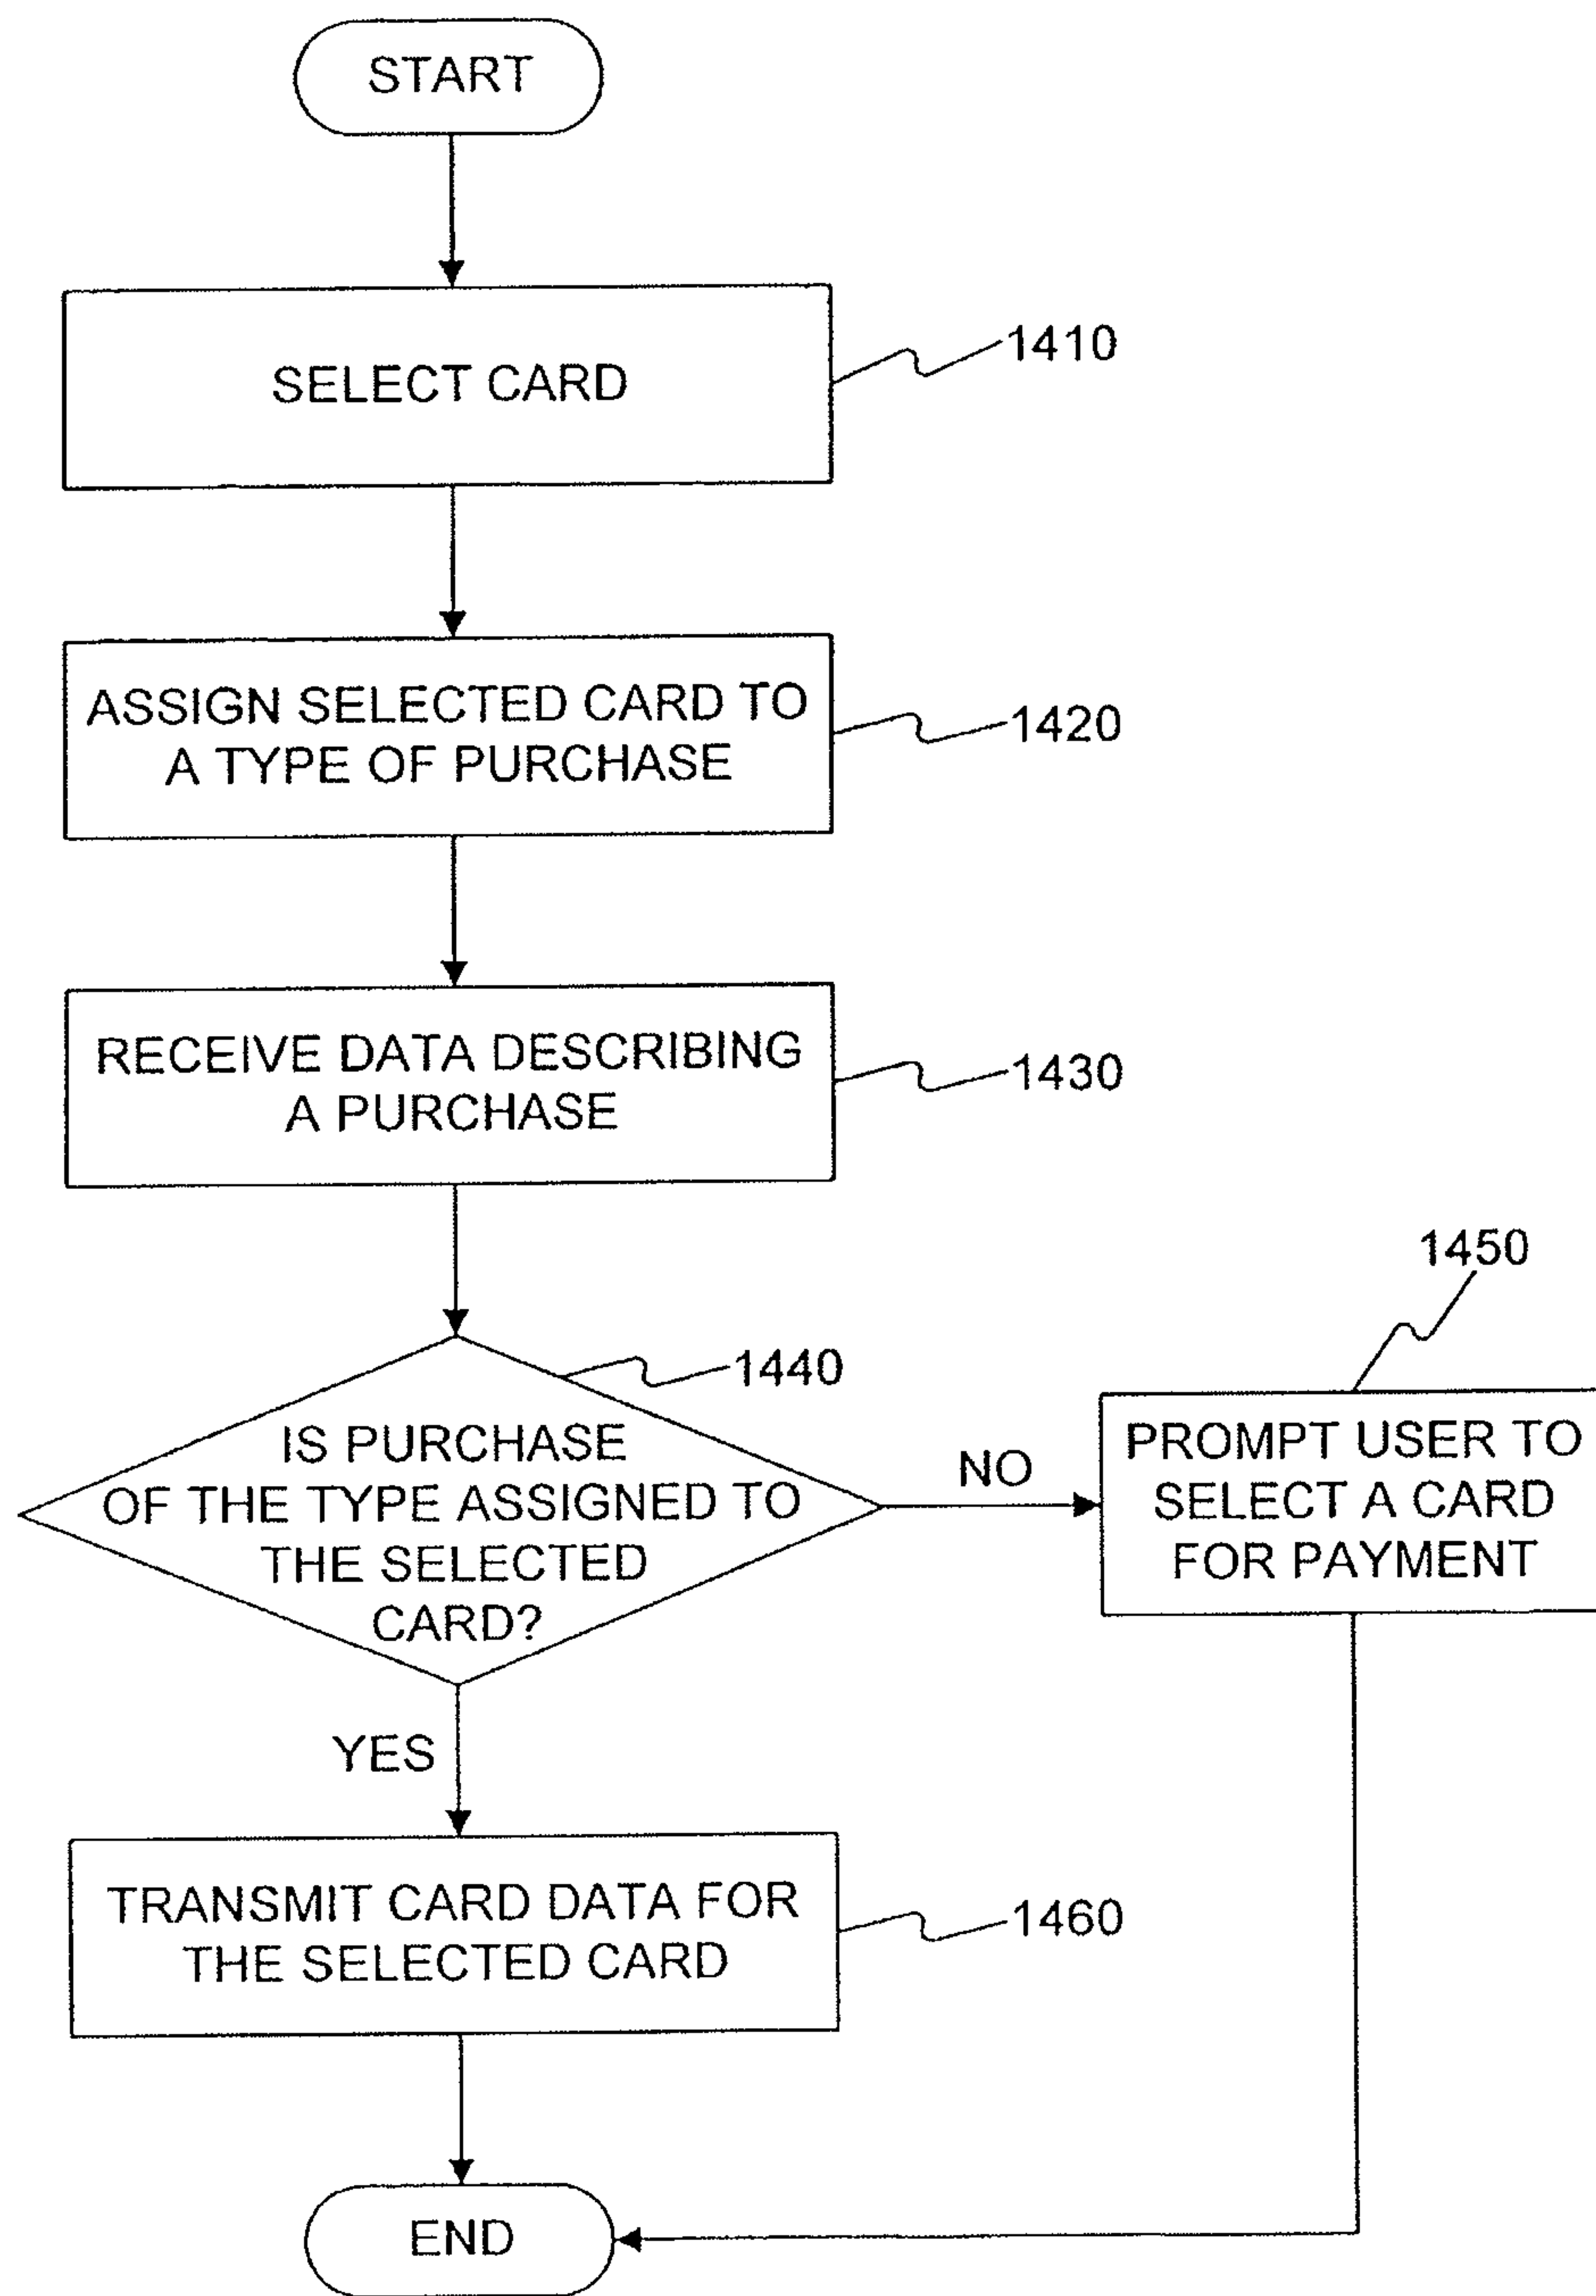 START
SELECT CARD
1410
ASSIGN SELECTED CARD TO
A TYPE OF PURCHASE
1420
RECEIVE DATA DESCRIBING
A PURCHASE
1430
1440
IS PURCHASE
OF THE TYPE ASSIGNED TO
THE SELECTED
CARD?
NO
1450
PROMPT USER TO
SELECT A CARD
FOR PAYMENT
YES
TRANSMIT CARD DATA FOR
THE SELECTED CARD
1460
END